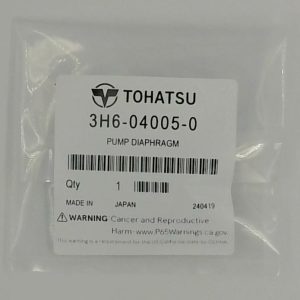 TOHATSU
3H6-04005-0
PUMP DIAPHRAGM
Qty 1
MADE IN JAPAN 240419
WARNING Cancer and Reproductive
Harm-www.P65Warnings.ca.gov.